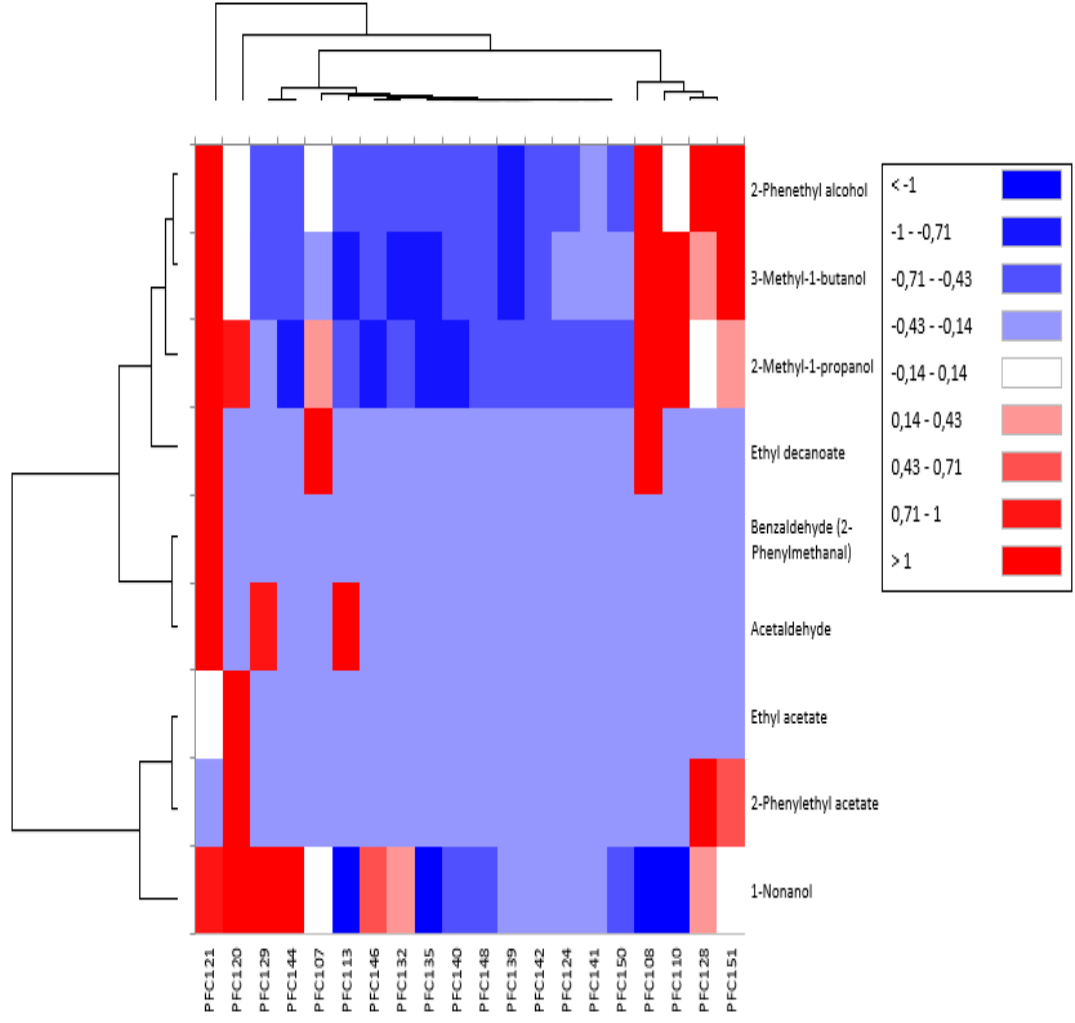 2-Phenethyl alcohol
3-Methyl-1-butanol
2-Methyl-1-propanol
Ethyl decanoate
Benzaldehyde (2-
Phenylmethanal)
Acetaldehyde
Ethyl acetate
2-Phenylethyl acetate
1-Nonanol
< -1
-1 - -0,71
-0,71 - -0,43
-0,43 - -0,14
-0,14 - 0,14
0,14 - 0,43
0,43 - 0,71
0,71 - 1
> 1
PFC121
PFC120
PFC129
PFC144
PFC107
PFC113
PFC146
PFC132
PFC135
PFC140
PFC148
PFC139
PFC142
PFC124
PFC141
PFC150
PFC108
PFC110
PFC128
PFC151